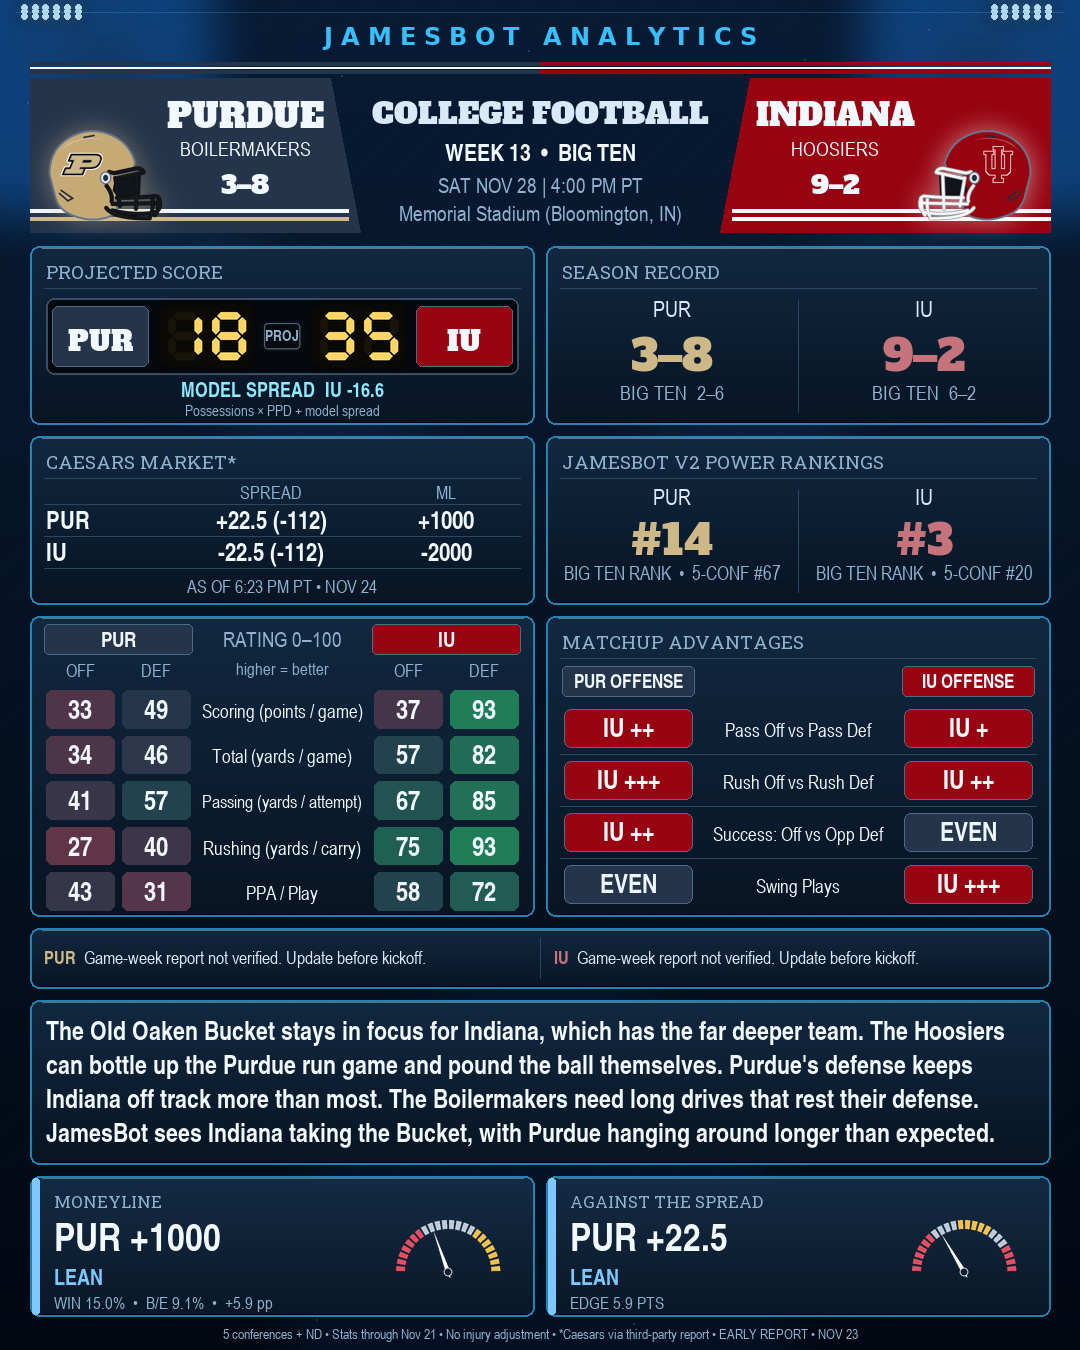 JAMESBOT ANALYTICS
PURDUE
BOILERMAKERS
3–8
P
COLLEGE FOOTBALL
WEEK 13 • BIG TEN
SAT NOV 28 | 4:00 PM PT
Memorial Stadium (Bloomington, IN)
INDIANA
HOOSIERS
9–2
IU
PROJECTED SCORE
PUR 18 PROJ 35 IU
MODEL SPREAD IU -16.6
Possessions × PPD + model spread
SEASON RECORD
PUR IU
3–8 9–2
BIG TEN 2–6 BIG TEN 6–2
CAESARS MARKET*
SPREAD ML
PUR +22.5 (-112) +1000
IU -22.5 (-112) -2000
AS OF 6:23 PM PT • NOV 24
JAMESBOT V2 POWER RANKINGS
PUR IU
#14 #3
BIG TEN RANK • 5-CONF #67 BIG TEN RANK • 5-CONF #20
PUR RATING 0–100 IU
OFF DEF higher = better OFF DEF
33 49 Scoring (points / game) 37 93
34 46 Total (yards / game) 57 82
41 57 Passing (yards / attempt) 67 85
27 40 Rushing (yards / carry) 75 93
43 31 PPA / Play 58 72
MATCHUP ADVANTAGES
PUR OFFENSE IU OFFENSE
IU ++ Pass Off vs Pass Def IU +
IU +++ Rush Off vs Rush Def IU ++
IU ++ Success: Off vs Opp Def EVEN
EVEN Swing Plays IU +++
PUR Game-week report not verified. Update before kickoff.
IU Game-week report not verified. Update before kickoff.
The Old Oaken Bucket stays in focus for Indiana, which has the far deeper team. The Hoosiers
can bottle up the Purdue run game and pound the ball themselves. Purdue's defense keeps
Indiana off track more than most. The Boilermakers need long drives that rest their defense.
JamesBot sees Indiana taking the Bucket, with Purdue hanging around longer than expected.
MONEYLINE
PUR +1000
LEAN
WIN 15.0% • B/E 9.1% • +5.9 pp
AGAINST THE SPREAD
PUR +22.5
LEAN
EDGE 5.9 PTS
5 conferences + ND • Stats through Nov 21 • No injury adjustment • *Caesars via third-party report • EARLY REPORT • NOV 23